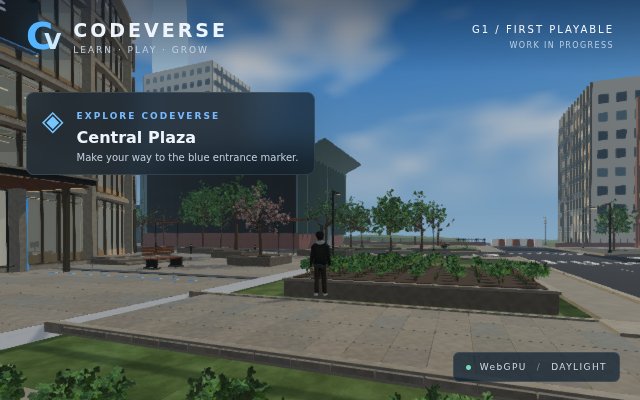 CV CODEVERSE
LEARN · PLAY · GROW
G1 / FIRST PLAYABLE
WORK IN PROGRESS
EXPLORE CODEVERSE
Central Plaza
Make your way to the blue entrance marker.
WebGPU / DAYLIGHT